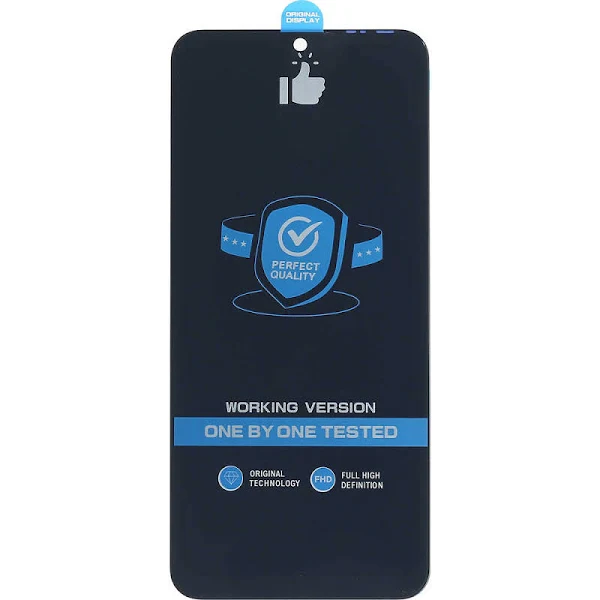 ORIGINAL
DISPLAY
PERFECT
QUALITY
WORKING VERSION
ONE BY ONE TESTED
ORIGINAL
TECHNOLOGY
FHD
FULL HIGH
DEFINITION